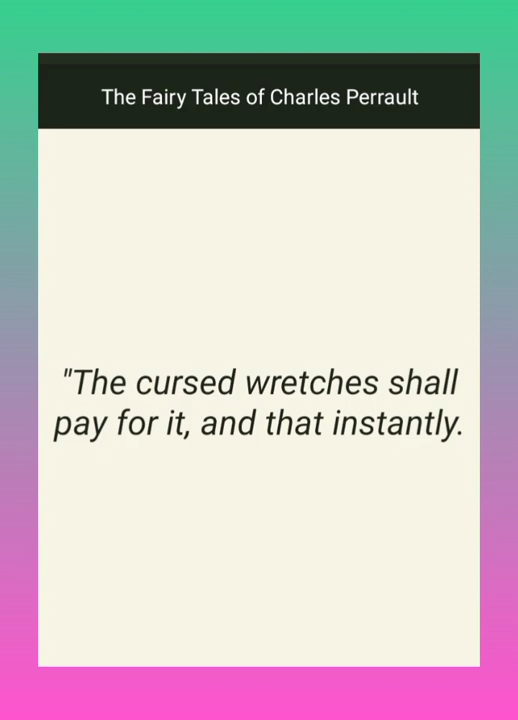 The Fairy Tales of Charles Perrault
"The cursed wretches shall
pay for it, and that instantly.